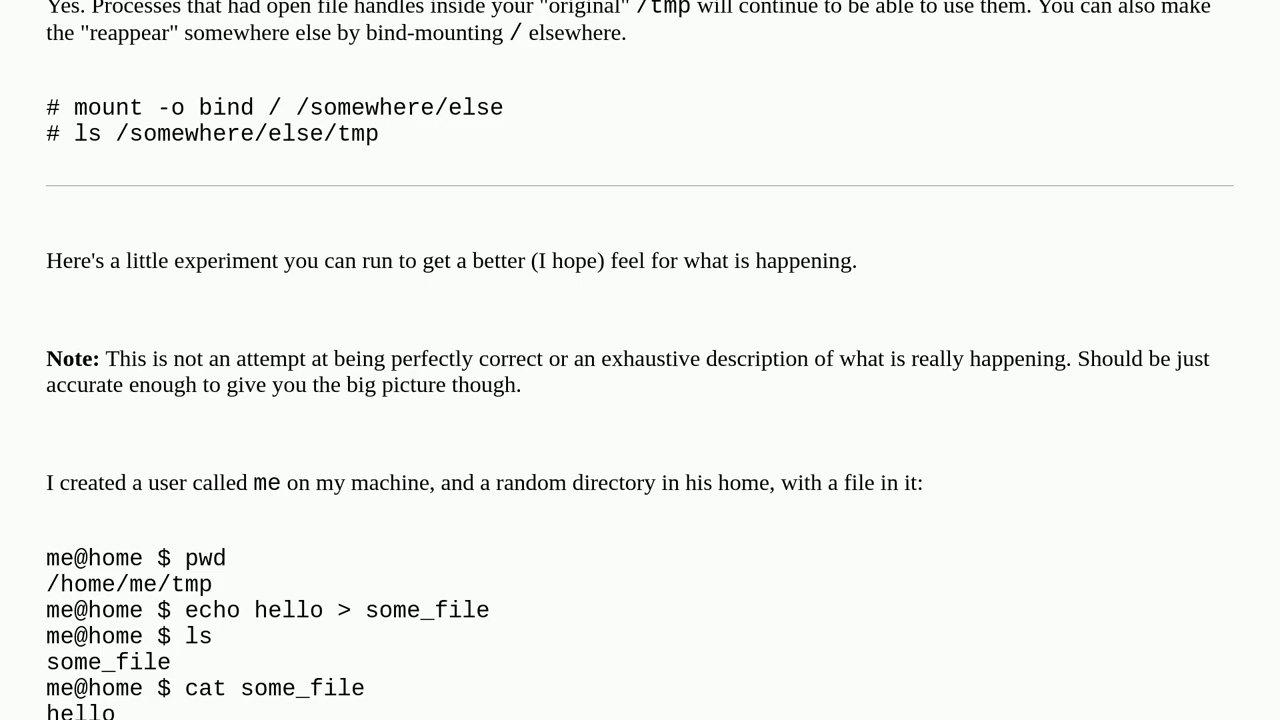 Yes. Processes that had open file handles inside your "original" /tmp will continue to be able to use them. You can also make
the "reappear" somewhere else by bind-mounting / elsewhere.
# mount -o bind / /somewhere/else
# ls /somewhere/else/tmp
Here's a little experiment you can run to get a better (I hope) feel for what is happening.
Note: This is not an attempt at being perfectly correct or an exhaustive description of what is really happening. Should be just
accurate enough to give you the big picture though.
I created a user called me on my machine, and a random directory in his home, with a file in it:
me@home $ pwd
/home/me/tmp
me@home $ echo hello > some_file
me@home $ ls
some_file
me@home $ cat some_file
hello